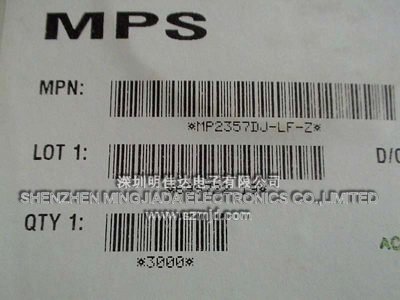 MPS
MPN:
*MP2357DJ-LF-Z*
LOT 1:
D/C
深圳明佳达电子有限公司
SHENZHEN MINGJIADA ELECTRONICS CO.,LIMITED
QTY 1:
www.szmjd.com
*3000*